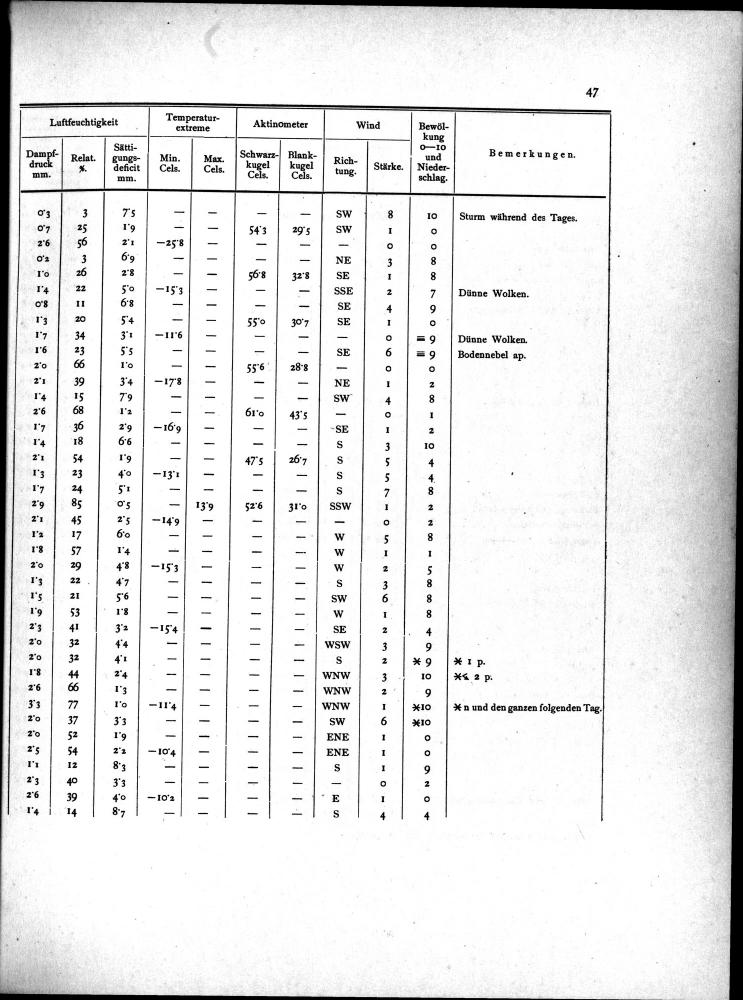 47
Luftfeuchtigkeit | Temperatur-extreme | Aktinometer | Wind | Bewöl-kung 0—10 und Nieder-schlag. | Bemerkungen.
Dampf-druck mm. | Relat. %. | Sätti-gungs-deficit mm. | Min. Cels. | Max. Cels. | Schwarz-kugel Cels. | Blank-kugel Cels. | Rich-tung. | Stärke.
0·3 | 3 | 7·5 | — | — | — | — | SW | 8 | 10 | Sturm während des Tages.
0·7 | 25 | 1·9 | — | — | 54·3 | 29·5 | SW | 1 | 0
2·6 | 56 | 2·1 | —25·8 | — | — | — | — | 0 | 0
0·2 | 3 | 6·9 | — | — | — | — | NE | 3 | 8
1·0 | 26 | 2·8 | — | — | 56·8 | 32·8 | SE | 1 | 8
1·4 | 22 | 5·0 | —15·3 | — | — | — | SSE | 2 | 7 | Dünne Wolken.
0·8 | 11 | 6·8 | — | — | — | — | SE | 4 | 9
1·3 | 20 | 5·4 | — | — | 55·0 | 30·7 | SE | 1 | 0
1·7 | 34 | 3·1 | —11·6 | — | — | — | — | 0 | = 9 | Dünne Wolken.
1·6 | 23 | 5·5 | — | — | — | — | SE | 6 | ≡ 9 | Bodennebel ap.
2·0 | 66 | 1·0 | — | — | 55·6 | 28·8 | — | 0 | 0
2·1 | 39 | 3·4 | —17·8 | — | — | — | NE | 1 | 2
1·4 | 15 | 7·9 | — | — | — | — | SW | 4 | 8
2·6 | 68 | 1·2 | — | — | 61·0 | 43·5 | — | 0 | 1
1·7 | 36 | 2·9 | —16·9 | — | — | — | SE | 1 | 2
1·4 | 18 | 6·6 | — | — | — | — | S | 3 | 10
2·1 | 54 | 1·9 | — | — | 47·5 | 26·7 | S | 5 | 4
1·3 | 23 | 4·0 | —13·1 | — | — | — | S | 5 | 4
1·7 | 24 | 5·1 | — | — | — | — | S | 7 | 8
2·9 | 85 | 0·5 | — | 13·9 | 52·6 | 31·0 | SSW | 1 | 2
2·1 | 45 | 2·5 | —14·9 | — | — | — | — | 0 | 2
1·2 | 17 | 6·0 | — | — | — | — | W | 5 | 8
1·8 | 57 | 1·4 | — | — | — | — | W | 1 | 1
2·0 | 29 | 4·8 | —15·3 | — | — | — | W | 2 | 5
1·3 | 22 | 4·7 | — | — | — | — | S | 3 | 8
1·5 | 21 | 5·6 | — | — | — | — | SW | 6 | 8
1·9 | 53 | 1·8 | — | — | — | — | W | 1 | 8
2·3 | 41 | 3·2 | —15·4 | — | — | — | SE | 2 | 4
2·0 | 32 | 4·4 | — | — | — | — | WSW | 3 | 9
2·0 | 32 | 4·1 | — | — | — | — | S | 2 | ✶ 9 | ✶ 1 p.
1·8 | 44 | 2·4 | — | — | — | — | WNW | 3 | 10 | ✶ 2 p.
2·6 | 66 | 1·3 | — | — | — | — | WNW | 2 | 9
3·3 | 77 | 1·0 | —11·4 | — | — | — | WNW | 1 | ✶10 | ✶ n und den ganzen folgenden Tag.
2·0 | 37 | 3·3 | — | — | — | — | SW | 6 | ✶10
2·0 | 52 | 1·9 | — | — | — | — | ENE | 1 | 0
2·5 | 54 | 2·2 | —10·4 | — | — | — | ENE | 1 | 0
1·1 | 12 | 8·3 | — | — | — | — | S | 1 | 9
2·3 | 40 | 3·3 | — | — | — | — | — | 0 | 2
2·6 | 39 | 4·0 | —10·2 | — | — | — | E | 1 | 0
1·4 | 14 | 8·7 | — | — | — | — | S | 4 | 4